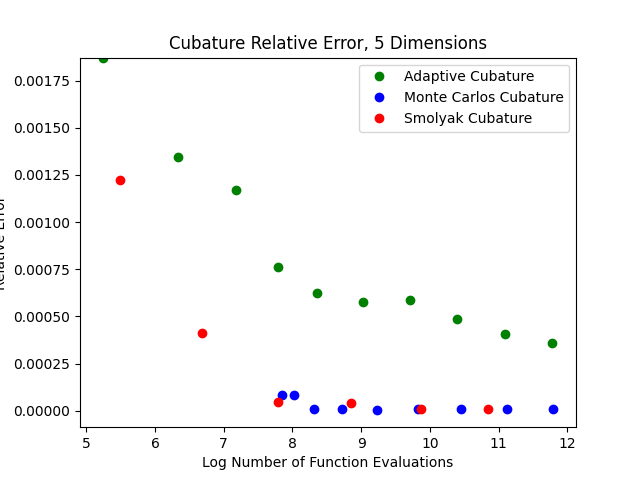 Cubature Relative Error, 5 Dimensions
Adaptive Cubature
Monte Carlos Cubature
Smolyak Cubature
0.00175
0.00150
0.00125
0.00100
0.00075
0.00050
0.00025
0.00000
Relative Error
5 6 7 8 9 10 11 12
Log Number of Function Evaluations